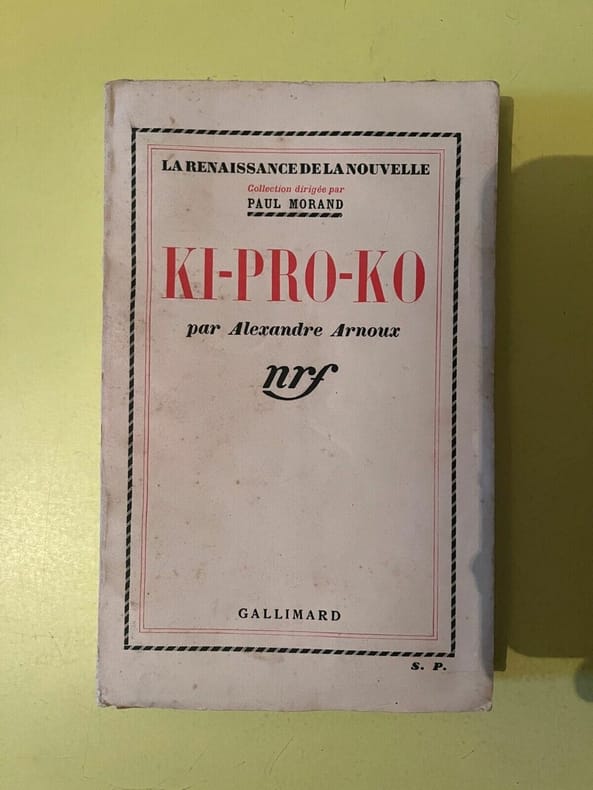 LA RENAISSANCE DE LA NOUVELLE
Collection dirigée par
PAUL MORAND
KI-PRO-KO
par Alexandre Arnoux
nrf
GALLIMARD
S. P.